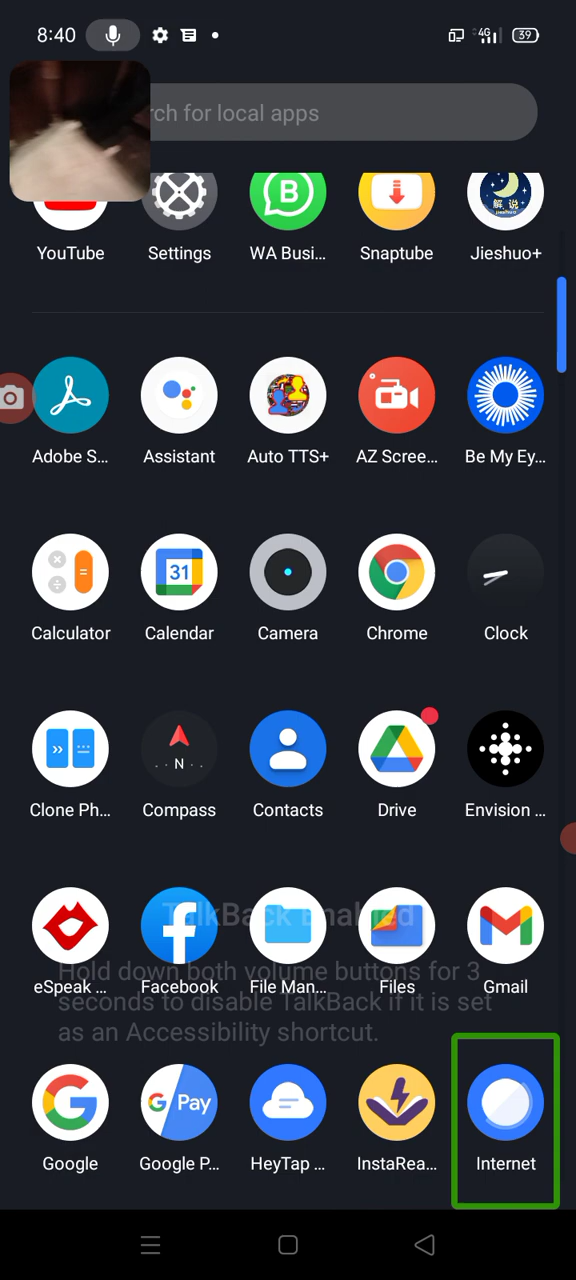 8:40
4G
39
rch for local apps
B
解说
jieshuo
YouTube
Settings
WA Busi...
Snaptube
Jieshuo+
Adobe S...
Assistant
Auto TTS+
AZ Scree...
Be My Ey...
31
Calculator
Calendar
Camera
Chrome
Clock
N
Clone Ph...
Compass
Contacts
Drive
Envision ...
TalkBack Enabled
eSpeak ...
Facebook
File Man...
Files
Gmail
Hold down both volume buttons for 3
seconds to disable TalkBack if it is set
as an Accessibility shortcut.
G Pay
Google
Google P...
HeyTap ...
InstaRea...
Internet